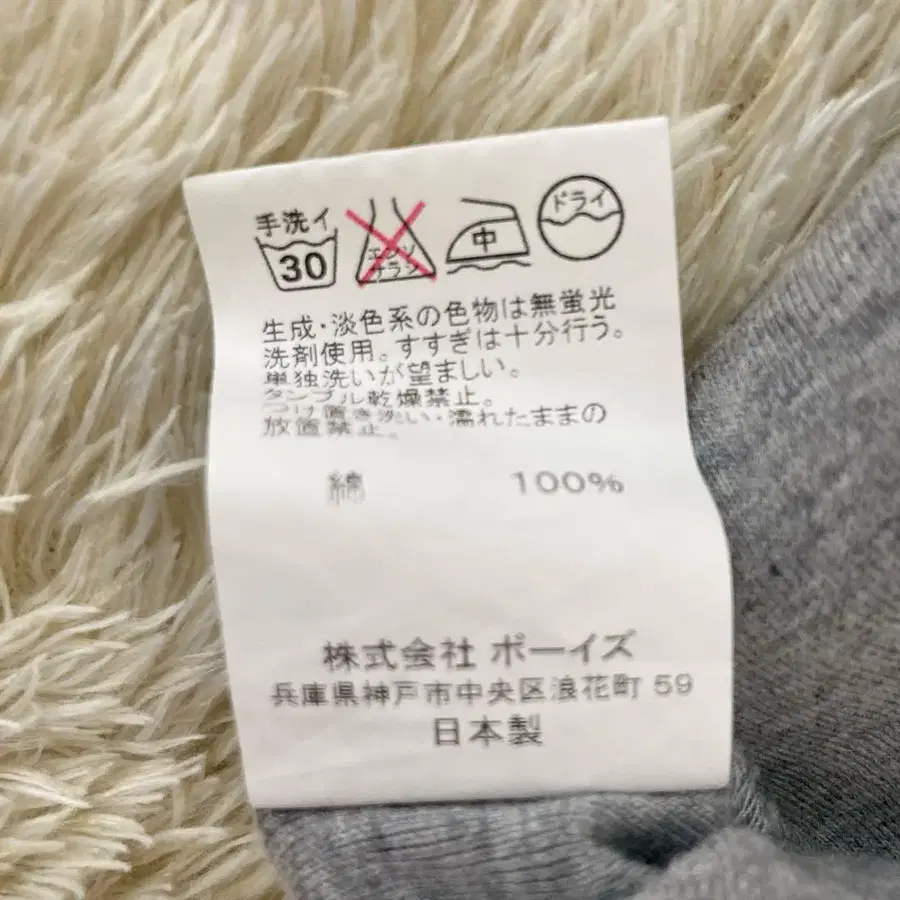 手洗イ
30
エンソ
サラシ
中
ドライ
生成・淡色系の色物は無蛍光
洗剤使用。すすぎは十分行う。
単独洗いが望ましい。
タンブル乾燥禁止。
つけ置き洗い・濡れたままの
放置禁止。
綿 100%
株式会社 ボーイズ
兵庫県神戸市中央区浪花町 59
日本製